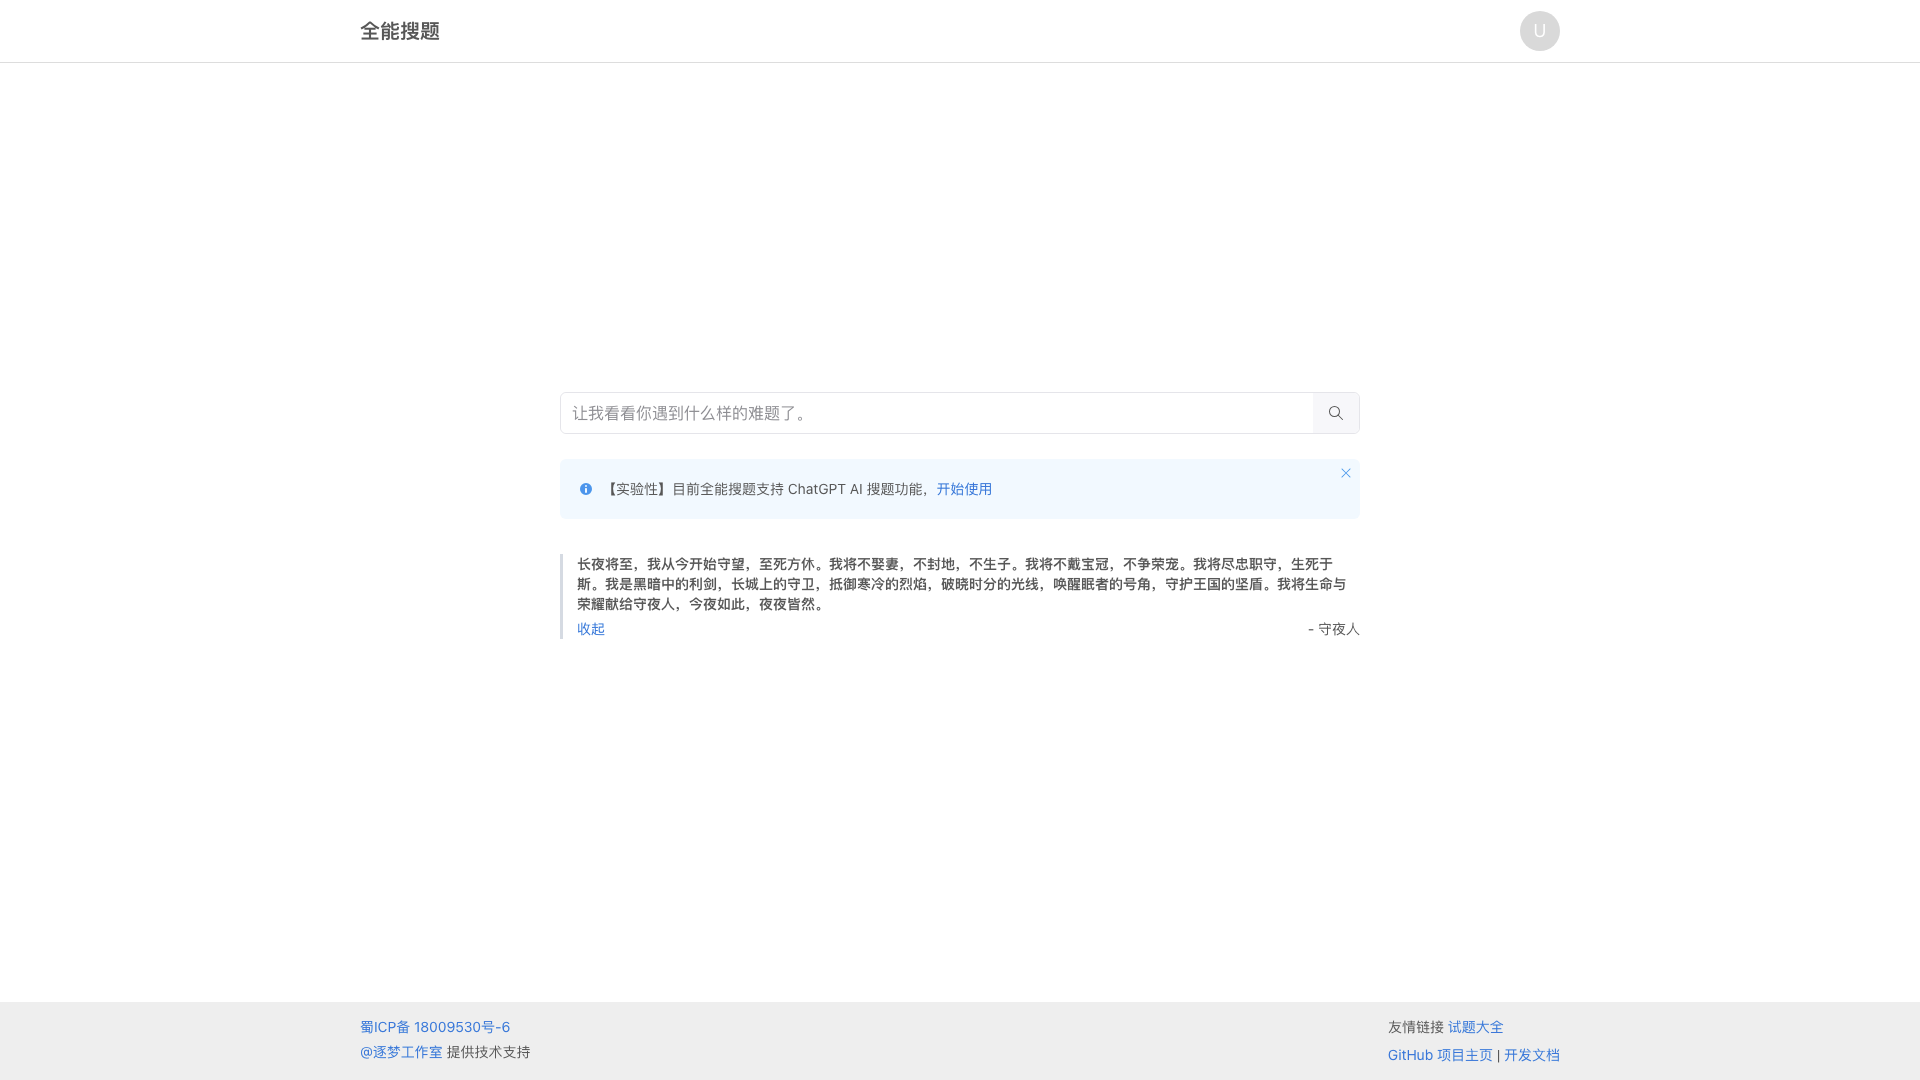 全能搜题
U
让我看看你遇到什么样的难题了。
【实验性】目前全能搜题支持 ChatGPT AI 搜题功能，开始使用
长夜将至，我从今开始守望，至死方休。我将不娶妻，不封地，不生子。我将不戴宝冠，不争荣宠。我将尽忠职守，生死于
斯。我是黑暗中的利剑，长城上的守卫，抵御寒冷的烈焰，破晓时分的光线，唤醒眠者的号角，守护王国的坚盾。我将生命与
荣耀献给守夜人，今夜如此，夜夜皆然。
收起
- 守夜人
蜀ICP备 18009530号-6
@逐梦工作室 提供技术支持
友情链接 试题大全
GitHub 项目主页 | 开发文档